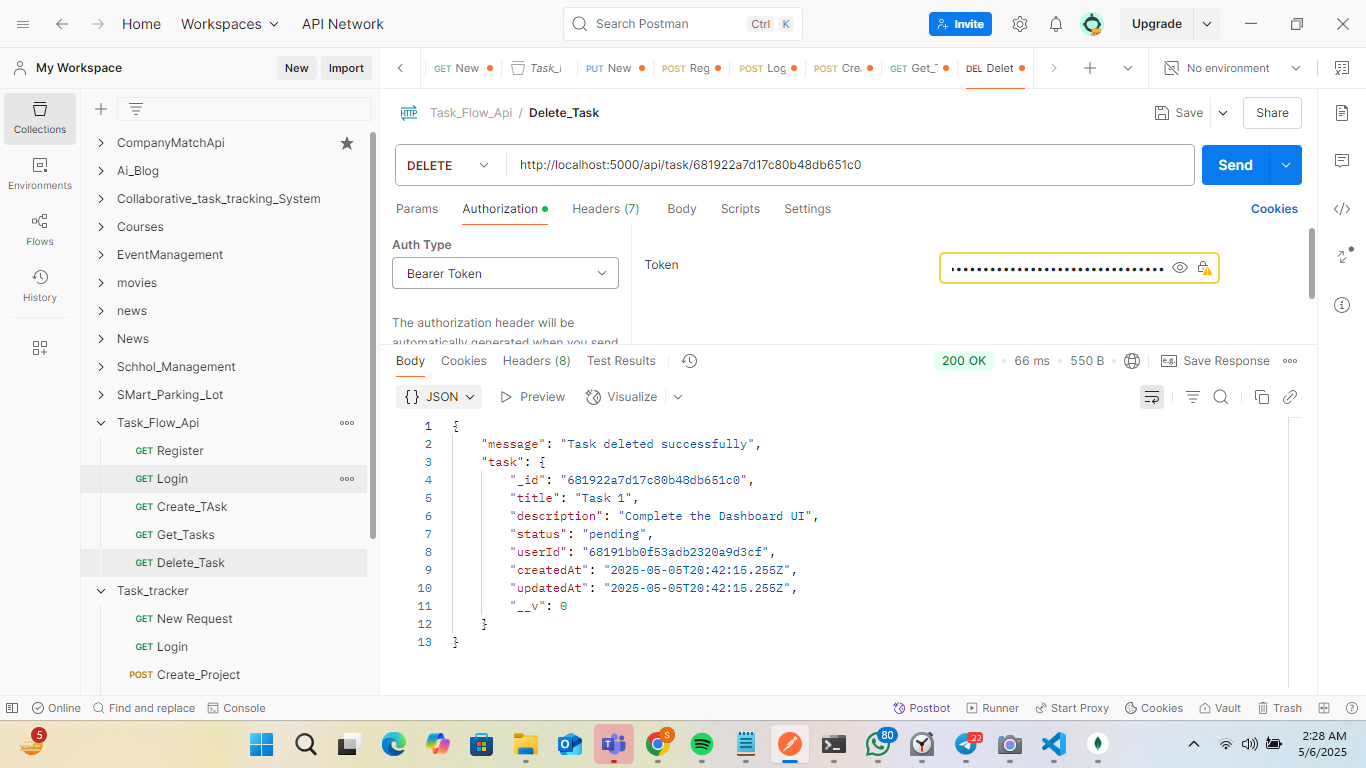 Home Workspaces API Network Search Postman Ctrl K Invite Upgrade
My Workspace New Import GET New Task_I PUT New POST Reg POST Log POST Cre GET Get_T DEL Delet No environment
Collections
Environments
Flows
History
CompanyMatchApi
Ai_Blog
Collaborative_task_tracking_System
Courses
EventManagement
movies
news
News
Schhol_Management
SMart_Parking_Lot
Task_Flow_Api
GET Register
GET Login
GET Create_TAsk
GET Get_Tasks
GET Delete_Task
Task_tracker
GET New Request
GET Login
POST Create_Project
HTTP Task_Flow_Api / Delete_Task Save Share
DELETE http://localhost:5000/api/task/681922a7d17c80b48db651c0 Send
Params Authorization Headers (7) Body Scripts Settings Cookies
Auth Type
Bearer Token
Token
The authorization header will be
automatically generated when you send
Body Cookies Headers (8) Test Results 200 OK 66 ms 550 B e.g. Save Response
{} JSON Preview Visualize
1 {
2 "message": "Task deleted successfully",
3 "task": {
4 "_id": "681922a7d17c80b48db651c0",
5 "title": "Task 1",
6 "description": "Complete the Dashboard UI",
7 "status": "pending",
8 "userId": "68191bb0f53adb2320a9d3cf",
9 "createdAt": "2025-05-05T20:42:15.255Z",
10 "updatedAt": "2025-05-05T20:42:15.255Z",
11 "__v": 0
12 }
13 }
Online Find and replace Console Postbot Runner Start Proxy Cookies Vault Trash
5 S 80 22 2:28 AM
5/6/2025